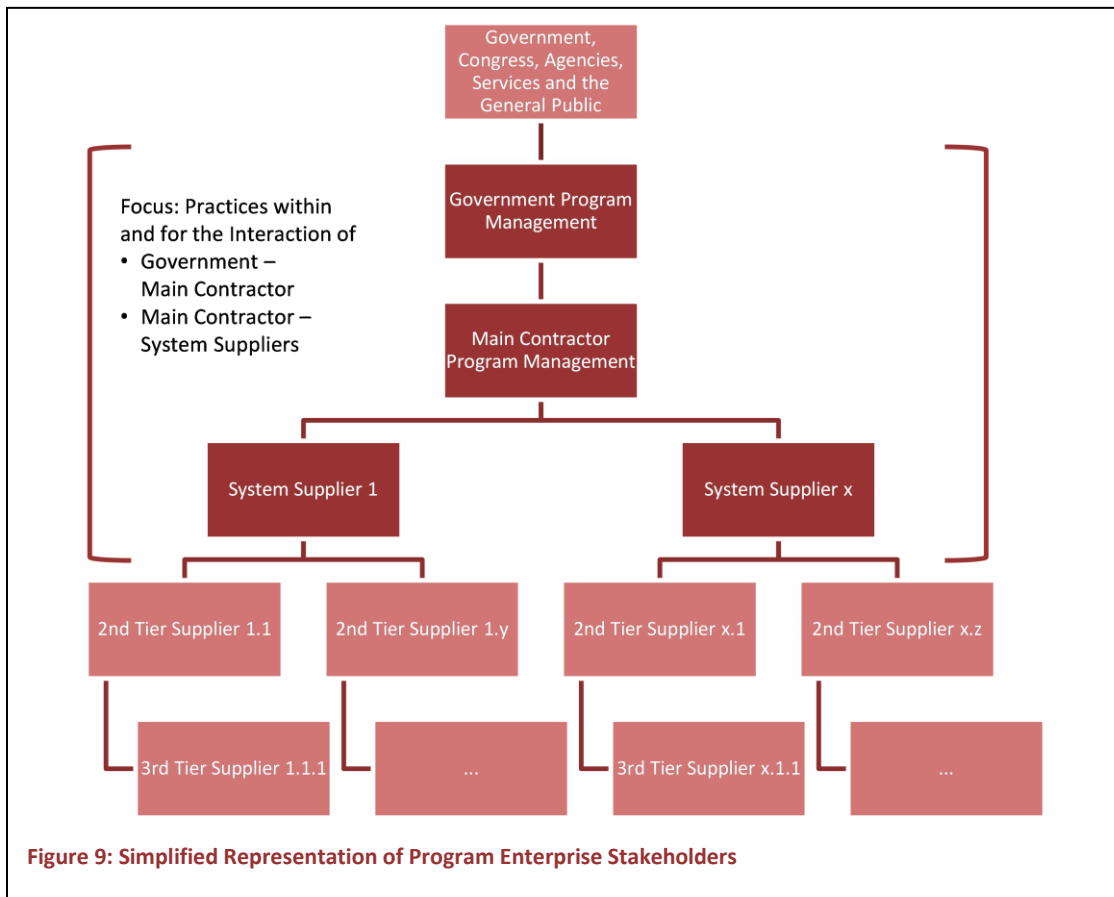 Government,
Congress, Agencies,
Services and the
General Public
Focus: Practices within
and for the Interaction of
• Government –
Main Contractor
• Main Contractor –
System Suppliers
Government Program
Management
Main Contractor
Program Management
System Supplier 1
System Supplier x
2nd Tier Supplier 1.1
2nd Tier Supplier 1.y
2nd Tier Supplier x.1
2nd Tier Supplier x.z
3rd Tier Supplier 1.1.1
...
3rd Tier Supplier x.1.1
...
Figure 9: Simplified Representation of Program Enterprise Stakeholders